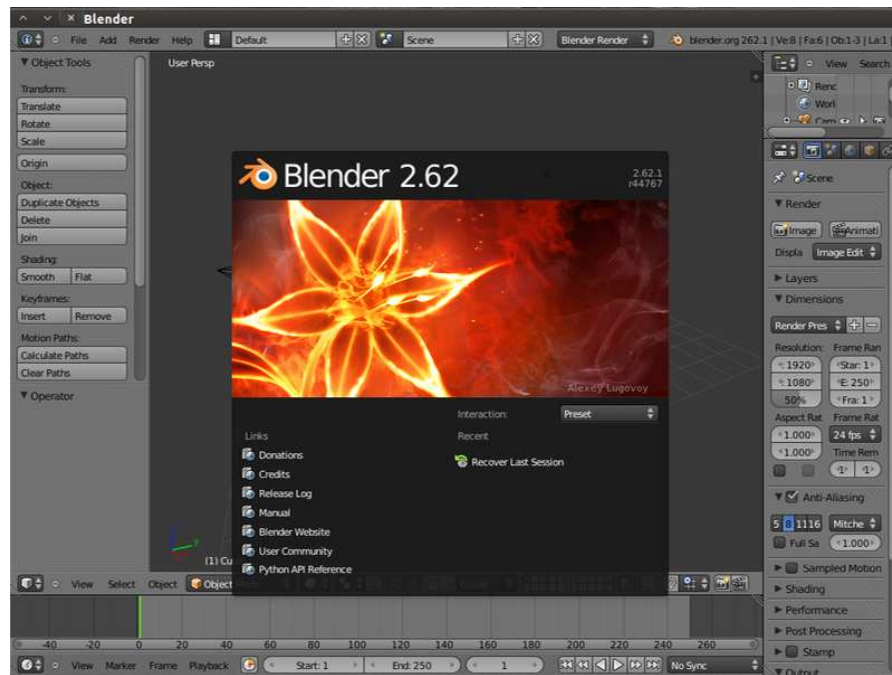 Blender
File Add Render Help Default Scene Blender Render blender.org 262.1 | Ve:8 | Fa:6 | Ob:1-3 | La:1
Object Tools
Transform:
Translate
Rotate
Scale
Origin
Object:
Duplicate Objects
Delete
Join
Shading:
Smooth Flat
Keyframes:
Insert Remove
Motion Paths:
Calculate Paths
Clear Paths
Operator
User Persp
Blender 2.62
2.62.1
r44767
Alexey Lugovoy
Interaction: Preset
Links Recent
Donations Recover Last Session
Credits
Release Log
Manual
Blender Website
User Community
Python API Reference
(1) Cu
View Select Object Object
-40 -20 0 20 40 60 80 100 120 140 160 180 200 220 240 260
View Marker Frame Playback Start: 1 End: 250 1 No Sync
View Search
Renc
Worl
Cam
Scene
Render
Image Animati
Displa Image Edit
Layers
Dimensions
Render Pres
Resolution: Frame Ran
1920 Star: 1
1080 E: 250
50% Fra: 1
Aspect Rat Frame Rat
1.000 24 fps
1.000 Time Rem
Anti-Aliasing
5 8 11 16 Mitche
Full Sa 1.000
Sampled Motion
Shading
Performance
Post Processing
Stamp
Output